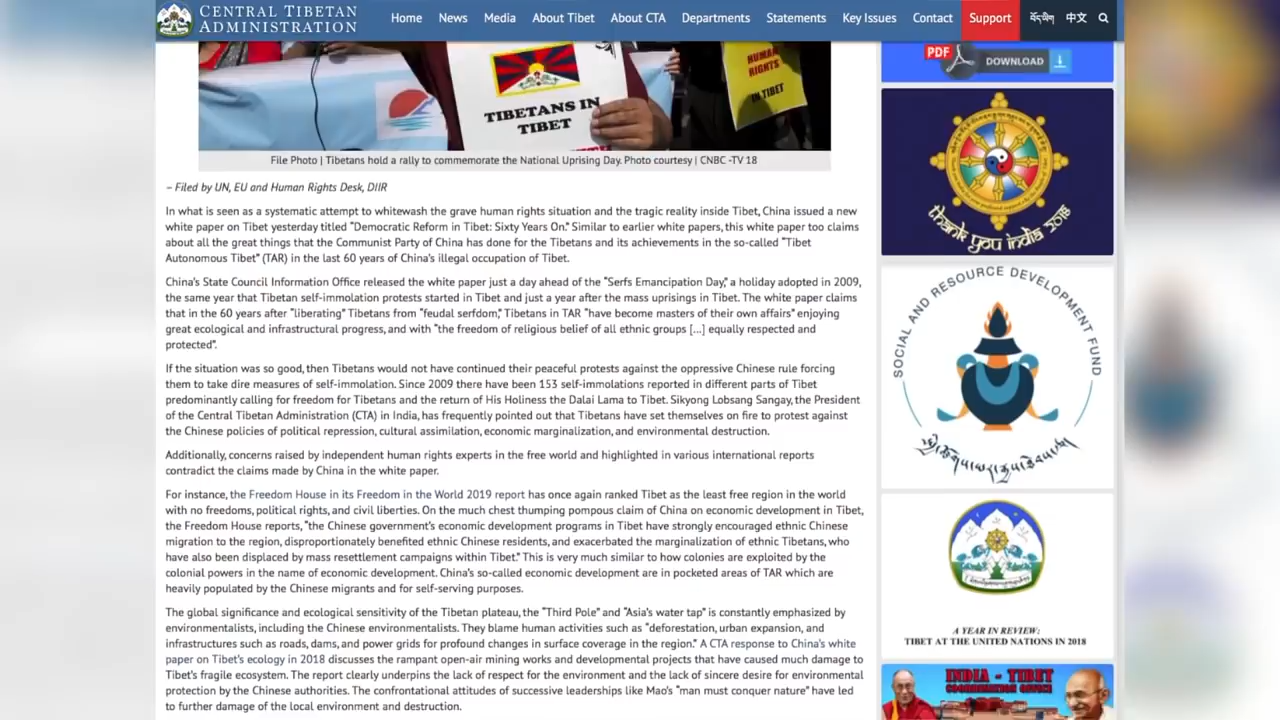 CENTRAL TIBETAN
ADMINISTRATION
Home News Media About Tibet About CTA Departments Statements Key Issues Contact Support བོད་ཡིག 中文
TIBETANS IN
TIBET
HUMAN
RIGHTS
IN TIBET
File Photo | Tibetans hold a rally to commemorate the National Uprising Day. Photo courtesy | CNBC -TV 18
– Filed by UN, EU and Human Rights Desk, DIIR
In what is seen as a systematic attempt to whitewash the grave human rights situation and the tragic reality inside Tibet, China issued a new
white paper on Tibet yesterday titled “Democratic Reform in Tibet: Sixty Years On.” Similar to earlier white papers, this white paper too claims
about all the great things that the Communist Party of China has done for the Tibetans and its achievements in the so-called “Tibet
Autonomous Tibet” (TAR) in the last 60 years of China’s illegal occupation of Tibet.
China’s State Council Information Office released the white paper just a day ahead of the “Serfs Emancipation Day,” a holiday adopted in 2009,
the same year that Tibetan self-immolation protests started in Tibet and just a year after the mass uprisings in Tibet. The white paper claims
that in the 60 years after “liberating” Tibetans from “feudal serfdom,” Tibetans in TAR “have become masters of their own affairs” enjoying
great ecological and infrastructural progress, and with “the freedom of religious belief of all ethnic groups [...] equally respected and
protected”.
If the situation was so good, then Tibetans would not have continued their peaceful protests against the oppressive Chinese rule forcing
them to take dire measures of self-immolation. Since 2009 there have been 153 self-immolations reported in different parts of Tibet
predominantly calling for freedom for Tibetans and the return of His Holiness the Dalai Lama to Tibet. Sikyong Lobsang Sangay, the President
of the Central Tibetan Administration (CTA) in India, has frequently pointed out that Tibetans have set themselves on fire to protest against
the Chinese policies of political repression, cultural assimilation, economic marginalization, and environmental destruction.
Additionally, concerns raised by independent human rights experts in the free world and highlighted in various international reports
contradict the claims made by China in the white paper.
For instance, the Freedom House in its Freedom in the World 2019 report has once again ranked Tibet as the least free region in the world
with no freedoms, political rights, and civil liberties. On the much chest thumping pompous claim of China on economic development in Tibet,
the Freedom House reports, “the Chinese government’s economic development programs in Tibet have strongly encouraged ethnic Chinese
migration to the region, disproportionately benefited ethnic Chinese residents, and exacerbated the marginalization of ethnic Tibetans, who
have also been displaced by mass resettlement campaigns within Tibet.” This is very much similar to how colonies are exploited by the
colonial powers in the name of economic development. China’s so-called economic development are in pocketed areas of TAR which are
heavily populated by the Chinese migrants and for self-serving purposes.
The global significance and ecological sensitivity of the Tibetan plateau, the “Third Pole” and “Asia’s water tap” is constantly emphasized by
environmentalists, including the Chinese environmentalists. They blame human activities such as “deforestation, urban expansion, and
infrastructures such as roads, dams, and power grids for profound changes in surface coverage in the region.” A CTA response to China’s white
paper on Tibet’s ecology in 2018 discusses the rampant open-air mining works and developmental projects that have caused much damage to
Tibet’s fragile ecosystem. The report clearly underpins the lack of respect for the environment and the lack of sincere desire for environmental
protection by the Chinese authorities. The confrontational attitudes of successive leaderships like Mao’s “man must conquer nature” have led
to further damage of the local environment and destruction.
PDF DOWNLOAD
thank you india 2018
SOCIAL AND RESOURCE DEVELOPMENT FUND
A YEAR IN REVIEW:
TIBET AT THE UNITED NATIONS IN 2018
INDIA - TIBET
COORDINATION OFFICE